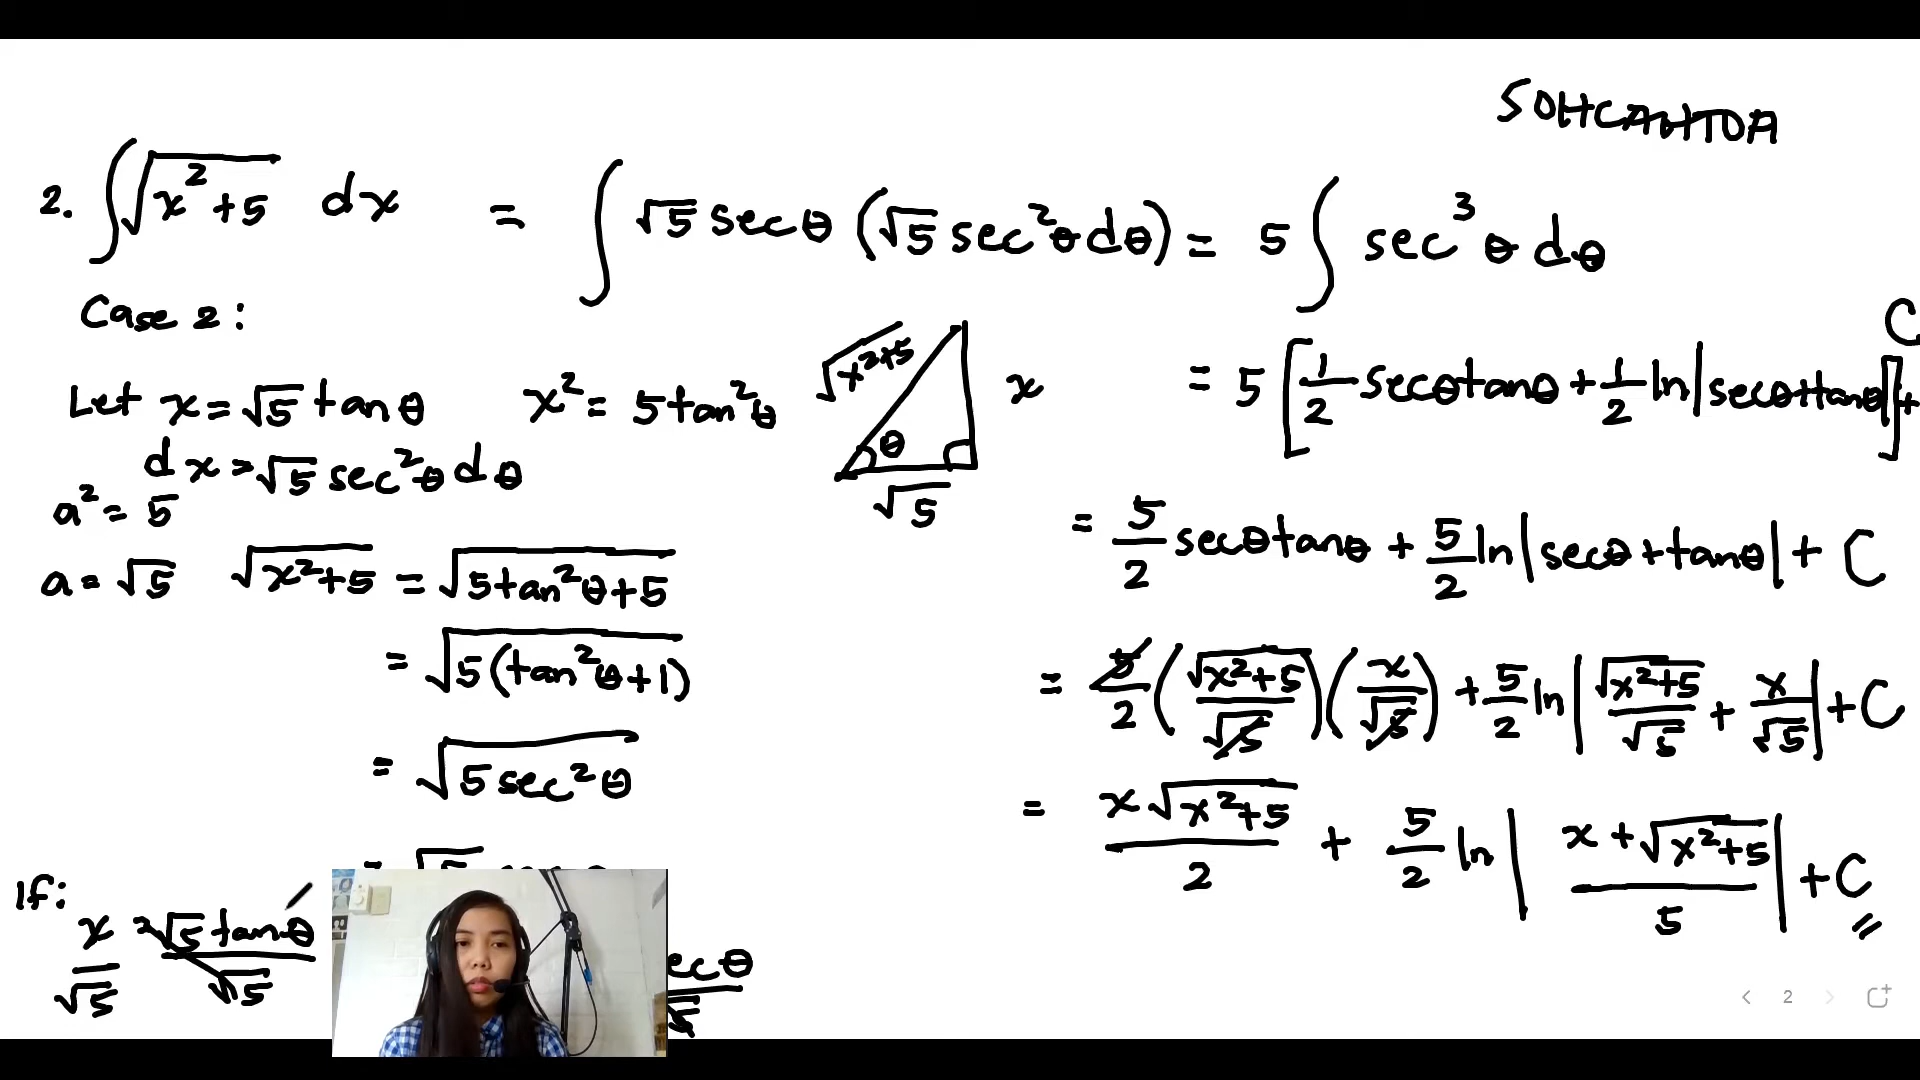 SOHCAHTOA
2. ∫√(x²+5) dx = ∫ √5 secθ (√5 sec²θ dθ) = 5 ∫ sec³θ dθ
Case 2:
Let x = √5 tanθ x² = 5tan²θ
dx = √5 sec²θ dθ
a² = 5
a = √5 √(x²+5) = √(5tan²θ+5)
= √(5(tan²θ+1))
= √(5sec²θ)
√(x²+5) x
θ
√5
= 5 [1/2 secθtanθ + 1/2 ln|secθ+tanθ|] + C
= 5/2 secθtanθ + 5/2 ln|secθ+tanθ| + C
= 5/2 (√(x²+5)/√5)(x/√5) + 5/2 ln|√(x²+5)/√5 + x/√5| + C
= x√(x²+5)/2 + 5/2 ln|(x+√(x²+5))/5| + C
If:
x/√5 = √5 tanθ/√5
2